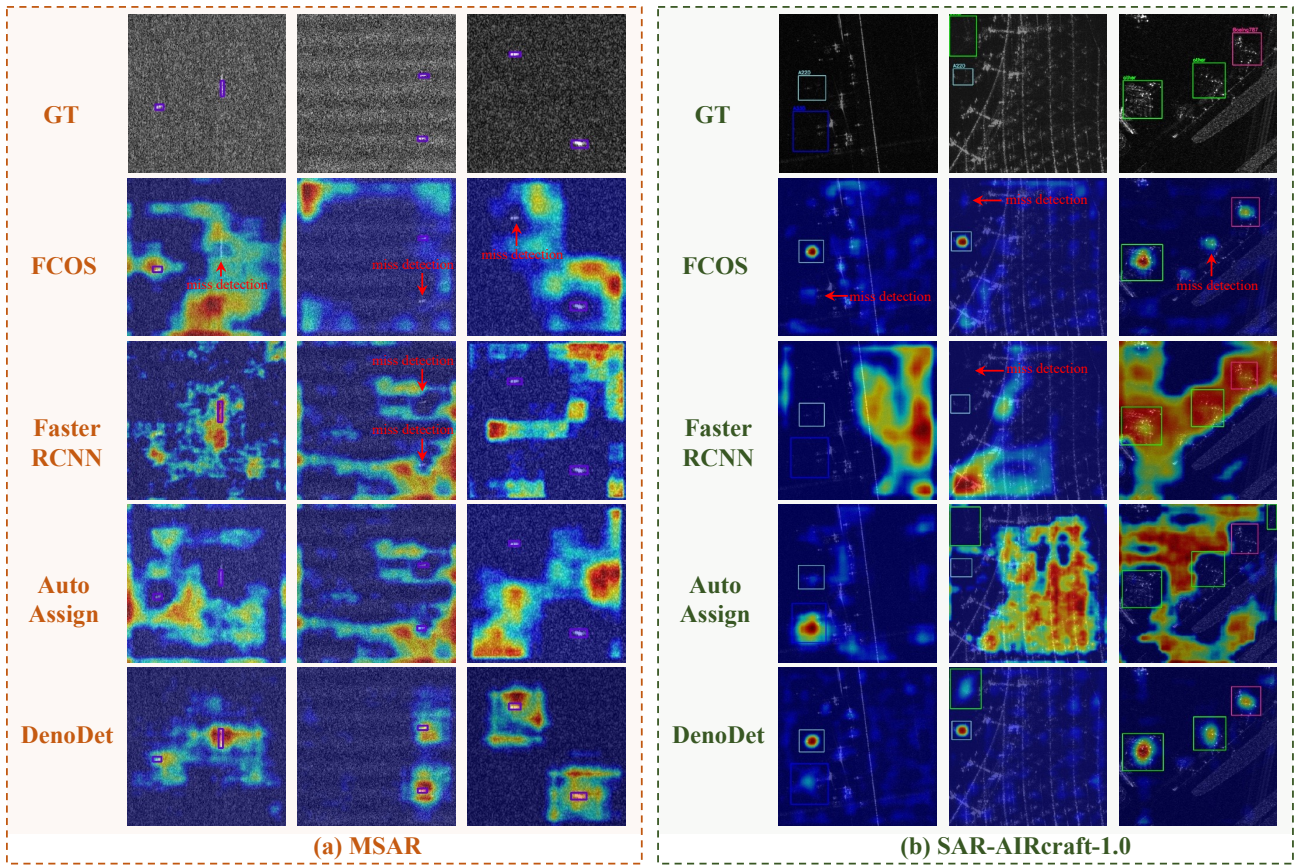 GT
GT
A220
A220
other
Boeing787
FCOS
miss detection
miss detection
miss detection
FCOS
miss detection
miss detection
miss detection
Faster
RCNN
miss detection
miss detection
Faster
RCNN
miss detection
Auto
Assign
Auto
Assign
DenoDet
DenoDet
(a) MSAR
(b) SAR-AIRcraft-1.0